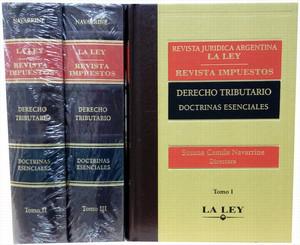 NAVARRINE
LA LEY
REVISTA
IMPUESTOS
DERECHO
TRIBUTARIO
DOCTRINAS
ESENCIALES
Tomo II
NAVARRINE
LA LEY
REVISTA
IMPUESTOS
DERECHO
TRIBUTARIO
DOCTRINAS
ESENCIALES
Tomo III
REVISTA JURIDICA ARGENTINA
LA LEY
REVISTA IMPUESTOS
DERECHO TRIBUTARIO
DOCTRINAS ESENCIALES
Susana Camila Navarrine
Directora
Tomo I
LA LEY